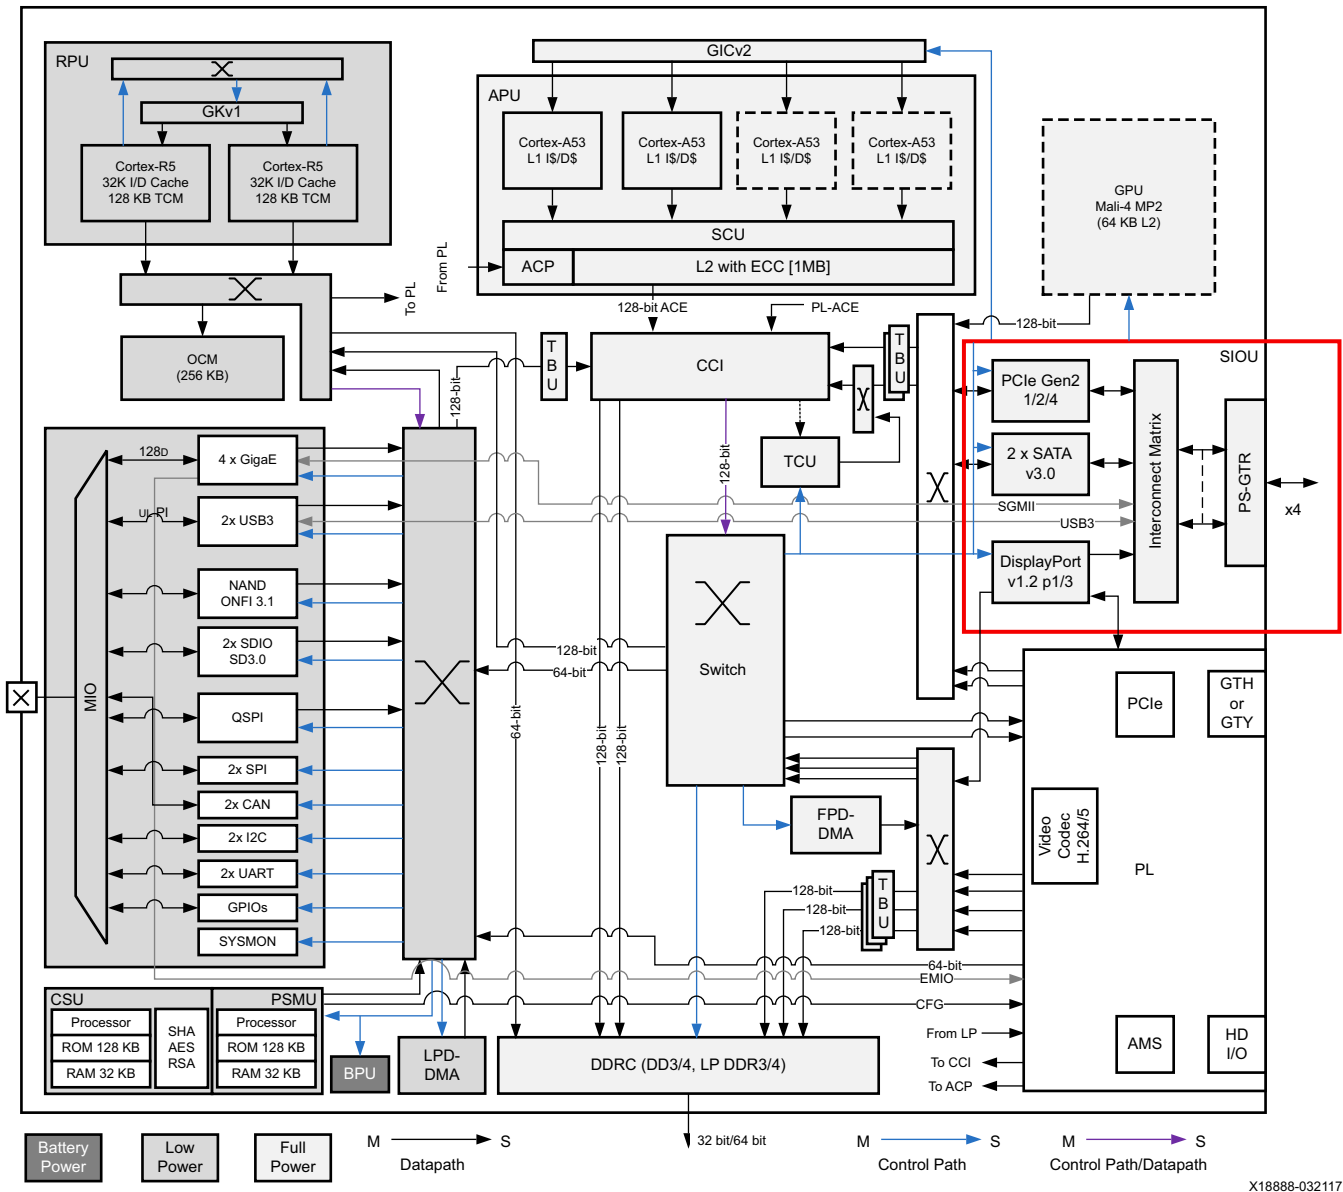 RPU
GKv1
Cortex-R5
32K I/D Cache
128 KB TCM
Cortex-R5
32K I/D Cache
128 KB TCM
GICv2
APU
Cortex-A53
L1 I$/D$
Cortex-A53
L1 I$/D$
Cortex-A53
L1 I$/D$
Cortex-A53
L1 I$/D$
SCU
ACP
L2 with ECC [1MB]
From PL
To PL
GPU
Mali-4 MP2
(64 KB L2)
128-bit ACE
PL-ACE
128-bit
OCM
(256 KB)
128-bit
TBU
CCI
TBU
TCU
128-bit
SIOU
PCIe Gen2
1/2/4
2 x SATA
v3.0
SGMII
USB3
DisplayPort
v1.2 p1/3
Interconnect Matrix
PS-GTR
x4
MIO
128D
4 x GigaE
UL PI
2x USB3
NAND
ONFI 3.1
2x SDIO
SD3.0
QSPI
2x SPI
2x CAN
2x I2C
2x UART
GPIOs
SYSMON
128-bit
64-bit
Switch
64-bit
128-bit
128-bit
FPD-
DMA
TBU
128-bit
128-bit
128-bit
64-bit
EMIO
CFG
PCIe
GTH
or
GTY
Video
Codec
H.264/5
PL
AMS
HD
I/O
From LP
To CCI
To ACP
CSU
Processor
ROM 128 KB
RAM 32 KB
SHA
AES
RSA
PSMU
Processor
ROM 128 KB
RAM 32 KB
BPU
LPD-
DMA
DDRC (DD3/4, LP DDR3/4)
32 bit/64 bit
Battery
Power
Low
Power
Full
Power
M
S
Datapath
M
S
Control Path
M
S
Control Path/Datapath
X18888-032117